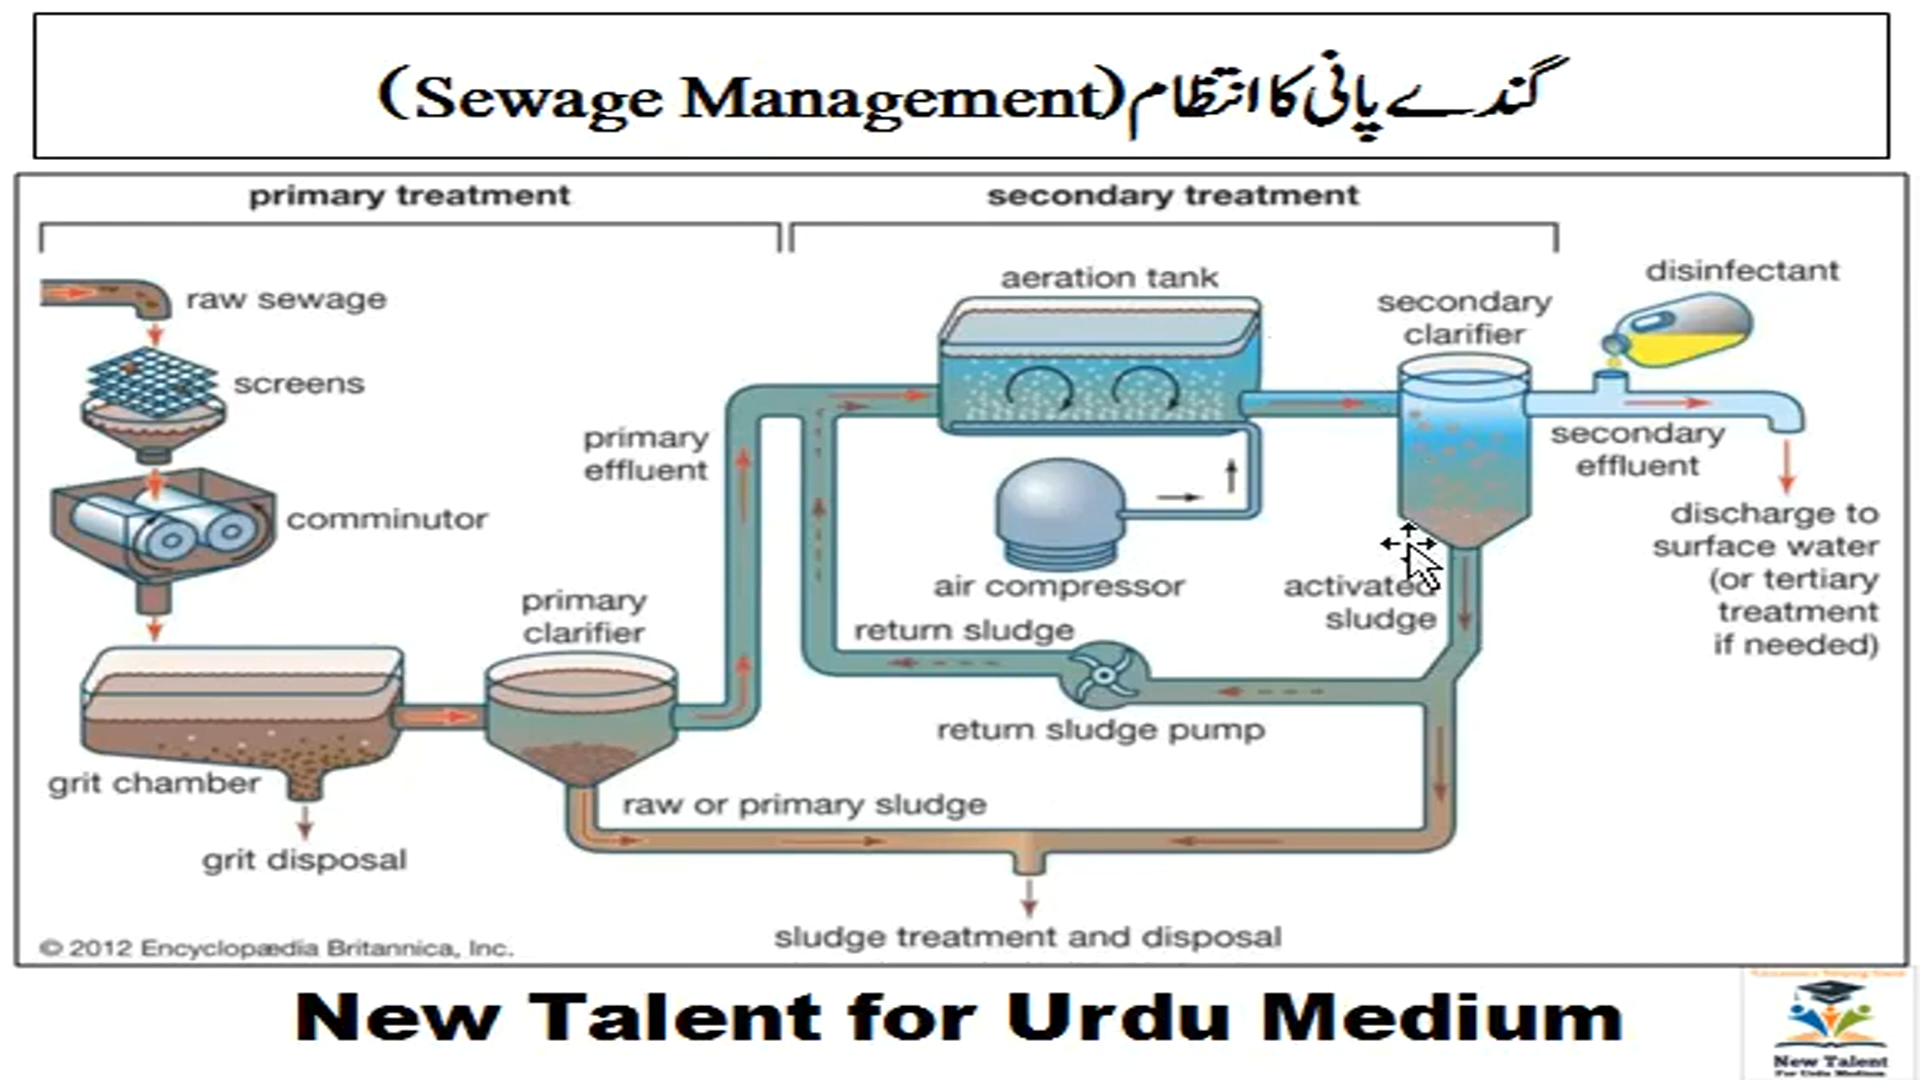 گندے پانی کا انتظام(Sewage Management)
primary treatment
secondary treatment
raw sewage
screens
comminutor
grit chamber
grit disposal
primary
clarifier
primary
effluent
raw or primary sludge
aeration tank
air compressor
return sludge
return sludge pump
secondary
clarifier
activated
sludge
disinfectant
secondary
effluent
discharge to
surface water
(or tertiary
treatment
if needed)
sludge treatment and disposal
© 2012 Encyclopædia Britannica, Inc.
New Talent for Urdu Medium
New Talent
For Urdu Medium